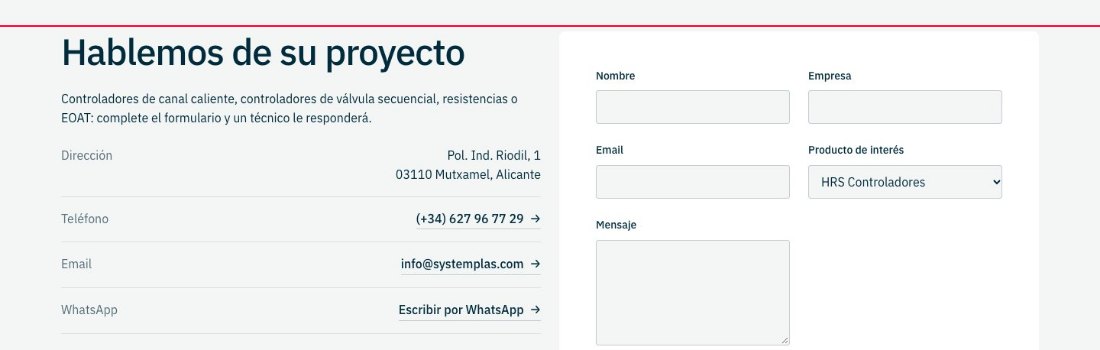 Hablemos de su proyecto
Controladores de canal caliente, controladores de válvula secuencial, resistencias o
EOAT: complete el formulario y un técnico le responderá.
Dirección
Pol. Ind. Riodil, 1
03110 Mutxamel, Alicante
Teléfono
(+34) 627 96 77 29 →
Email
info@systemplas.com →
WhatsApp
Escribir por WhatsApp →
Nombre
Empresa
Email
Producto de interés
HRS Controladores
Mensaje